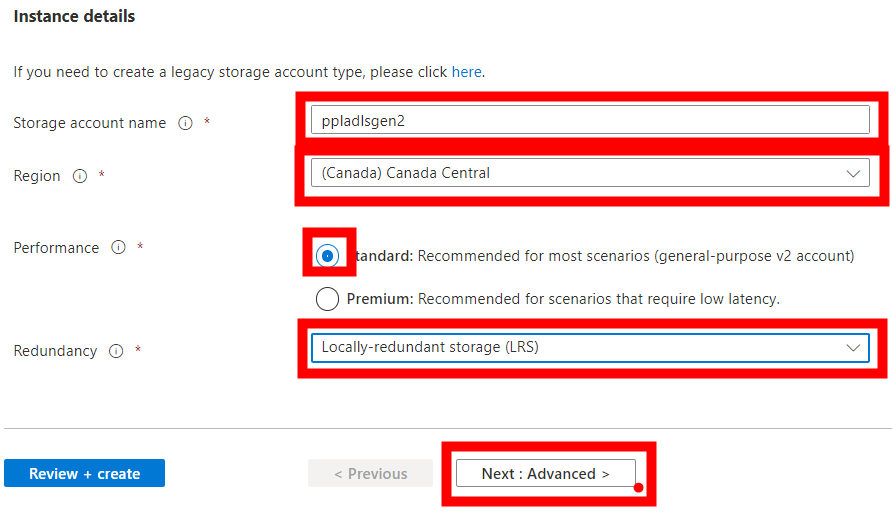 Instance details
If you need to create a legacy storage account type, please click here.
Storage account name *
ppladlsgen2
Region *
(Canada) Canada Central
Performance *
tandard: Recommended for most scenarios (general-purpose v2 account)
Premium: Recommended for scenarios that require low latency.
Redundancy *
Locally-redundant storage (LRS)
Review + create
< Previous
Next : Advanced >